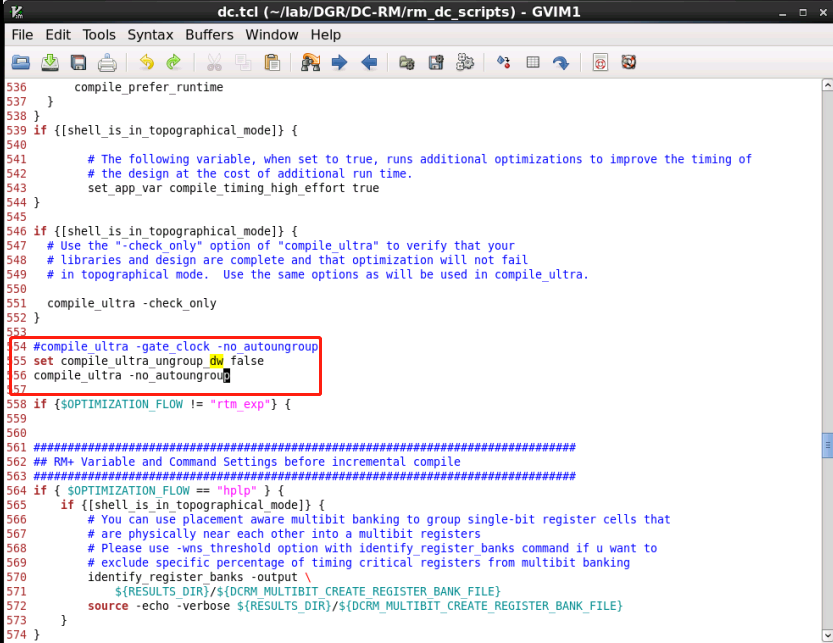 dc.tcl (~/lab/DGR/DC-RM/rm_dc_scripts) - GVIM1
File Edit Tools Syntax Buffers Window Help
536 compile_prefer_runtime
537 }
538 }
539 if {[shell_is_in_topographical_mode]} {
540
541 # The following variable, when set to true, runs additional optimizations to improve the timing of
542 # the design at the cost of additional run time.
543 set_app_var compile_timing_high_effort true
544 }
545
546 if {[shell_is_in_topographical_mode]} {
547 # Use the "-check_only" option of "compile_ultra" to verify that your
548 # libraries and design are complete and that optimization will not fail
549 # in topographical mode.  Use the same options as will be used in compile_ultra.
550
551 compile_ultra -check_only
552 }
553
554 #compile_ultra -gate_clock -no_autoungroup
555 set compile_ultra_ungroup_dw false
556 compile_ultra -no_autoungroup
557
558 if {$OPTIMIZATION_FLOW != "rtm_exp"} {
559
560
561 #################################################################################
562 ## RM+ Variable and Command Settings before incremental compile
563 #################################################################################
564 if { $OPTIMIZATION_FLOW == "hplp" } {
565 if {[shell_is_in_topographical_mode]} {
566 # You can use placement aware multibit banking to group single-bit register cells that
567 # are physically near each other into a multibit registers
568 # Please use -wns_threshold option with identify_register_banks command if u want to
569 # exclude specific percentage of timing critical registers from multibit banking
570 identify_register_banks -output \
571 ${RESULTS_DIR}/${DCRM_MULTIBIT_CREATE_REGISTER_BANK_FILE}
572 source -echo -verbose ${RESULTS_DIR}/${DCRM_MULTIBIT_CREATE_REGISTER_BANK_FILE}
573 }
574 }